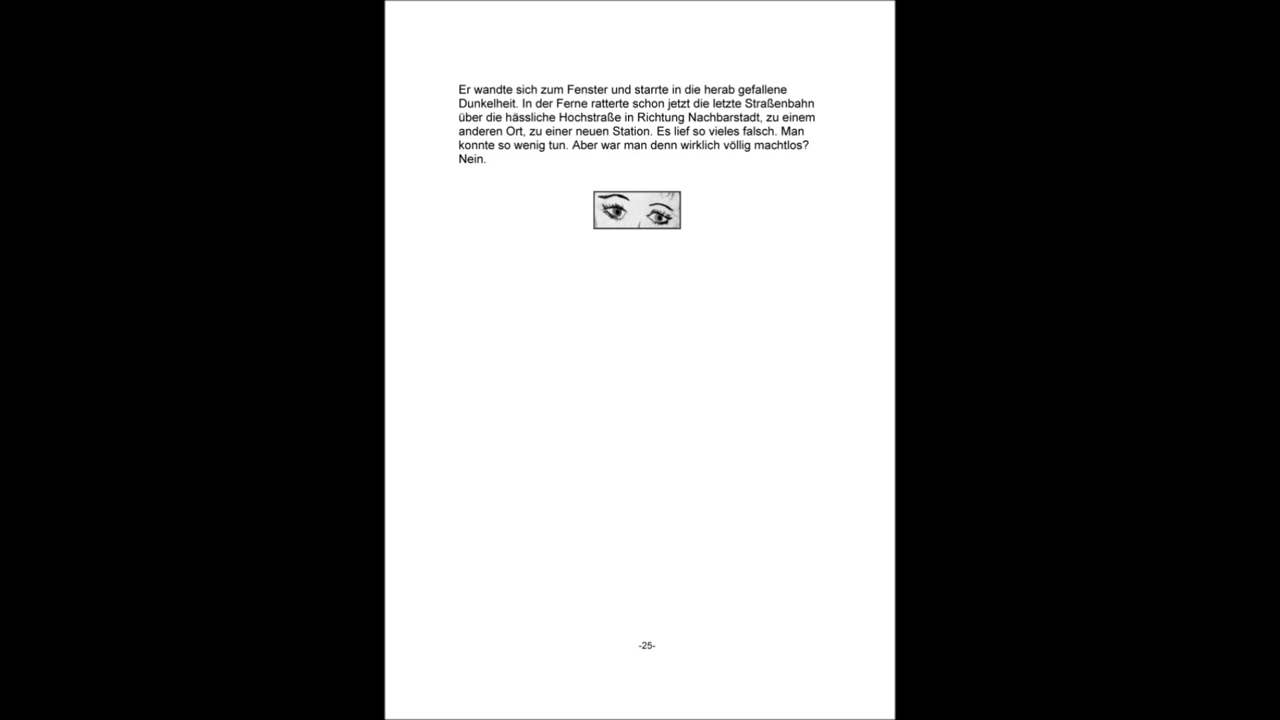 Er wandte sich zum Fenster und starrte in die herab gefallene
Dunkelheit. In der Ferne ratterte schon jetzt die letzte Straßenbahn
über die hässliche Hochstraße in Richtung Nachbarstadt, zu einem
anderen Ort, zu einer neuen Station. Es lief so vieles falsch. Man
konnte so wenig tun. Aber war man denn wirklich völlig machtlos?
Nein.
-25-